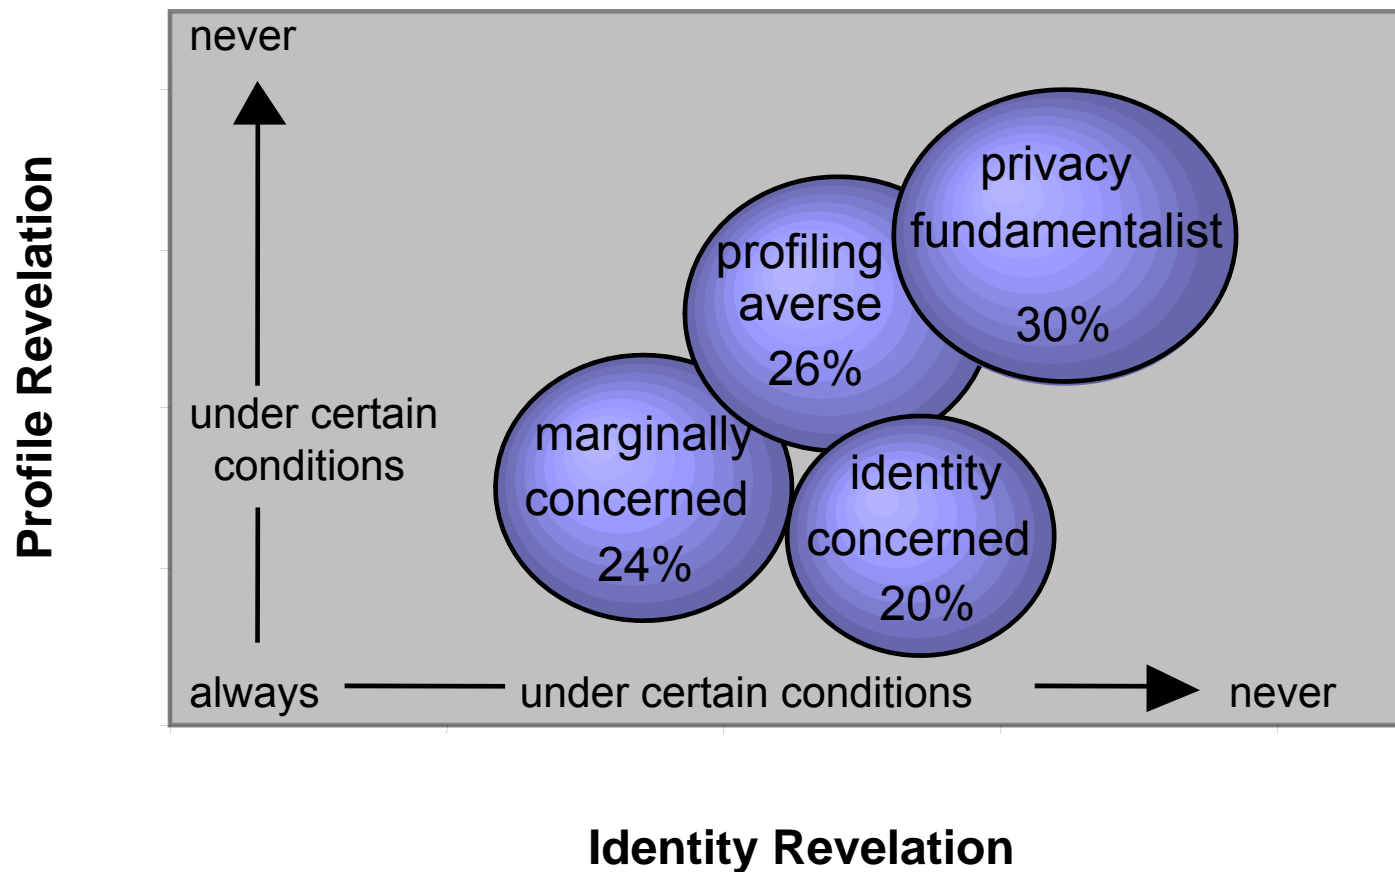 never
privacy
fundamentalist
30%
profiling
averse
26%
marginally
concerned
24%
identity
concerned
20%
under certain
conditions
always
under certain conditions
never
Profile Revelation
Identity Revelation